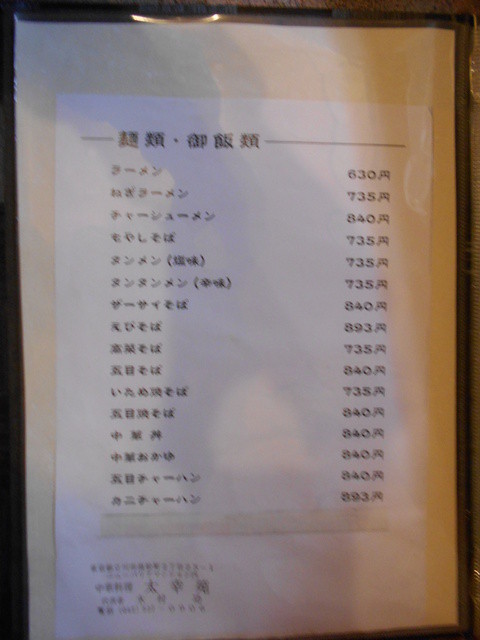 麺類・御飯類
ラーメン 630円
ねぎラーメン 735円
チャーシューメン 840円
もやしそば 735円
タンメン(塩味) 735円
タンタンメン(辛味) 735円
ザーサイそば 840円
えびそば 893円
高菜そば 735円
五目そば 840円
いため焼そば 735円
五目焼そば 840円
中華丼 840円
中華おかゆ 840円
五目チャーハン 840円
カニチャーハン 893円
中華料理 太幸苑
電話